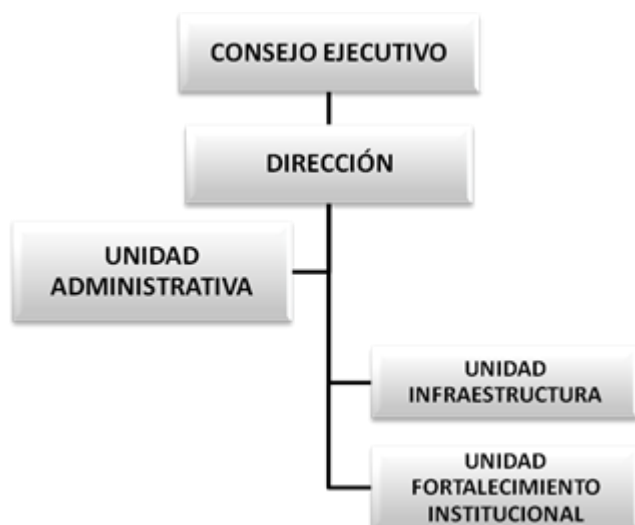 CONSEJO EJECUTIVO
DIRECCIÓN
UNIDAD
ADMINISTRATIVA
UNIDAD
INFRAESTRUCTURA
UNIDAD
FORTALECIMIENTO
INSTITUCIONAL